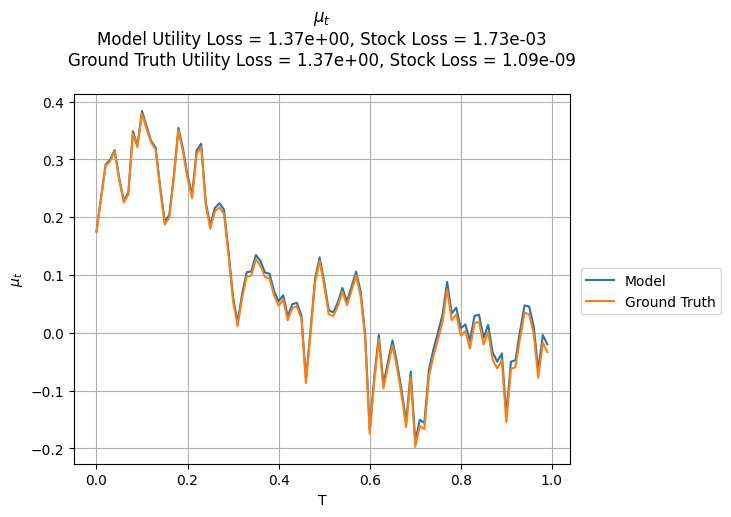 μt
Model Utility Loss = 1.37e+00, Stock Loss = 1.73e-03
Ground Truth Utility Loss = 1.37e+00, Stock Loss = 1.09e-09
0.4
0.3
0.2
0.1
0.0
−0.1
−0.2
μt
0.0 0.2 0.4 0.6 0.8 1.0
T
Model
Ground Truth